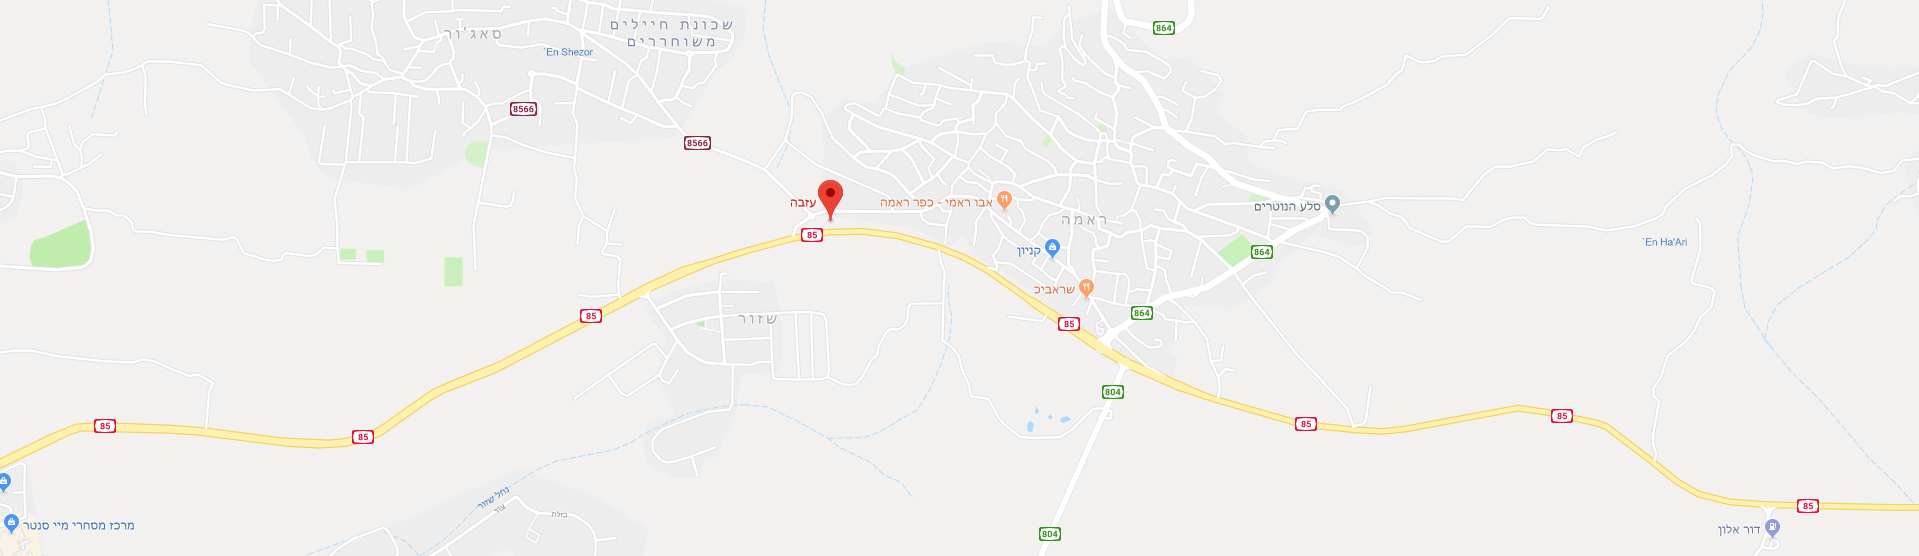 שכונת חיילים
משוחררים
סאג'ור
`En Shezor
864
8566
8566
עזבה
אבו ראמי - כפר ראמה
ראמה
סלע הנוטרים
85
קניון
864
`En Ha'Ari
שראביכ
85
שזור
85
864
804
85
85
85
85
נחל שזור
צור
בזלת
85
מרכז מסחרי מיי סנטר
דור אלון
804